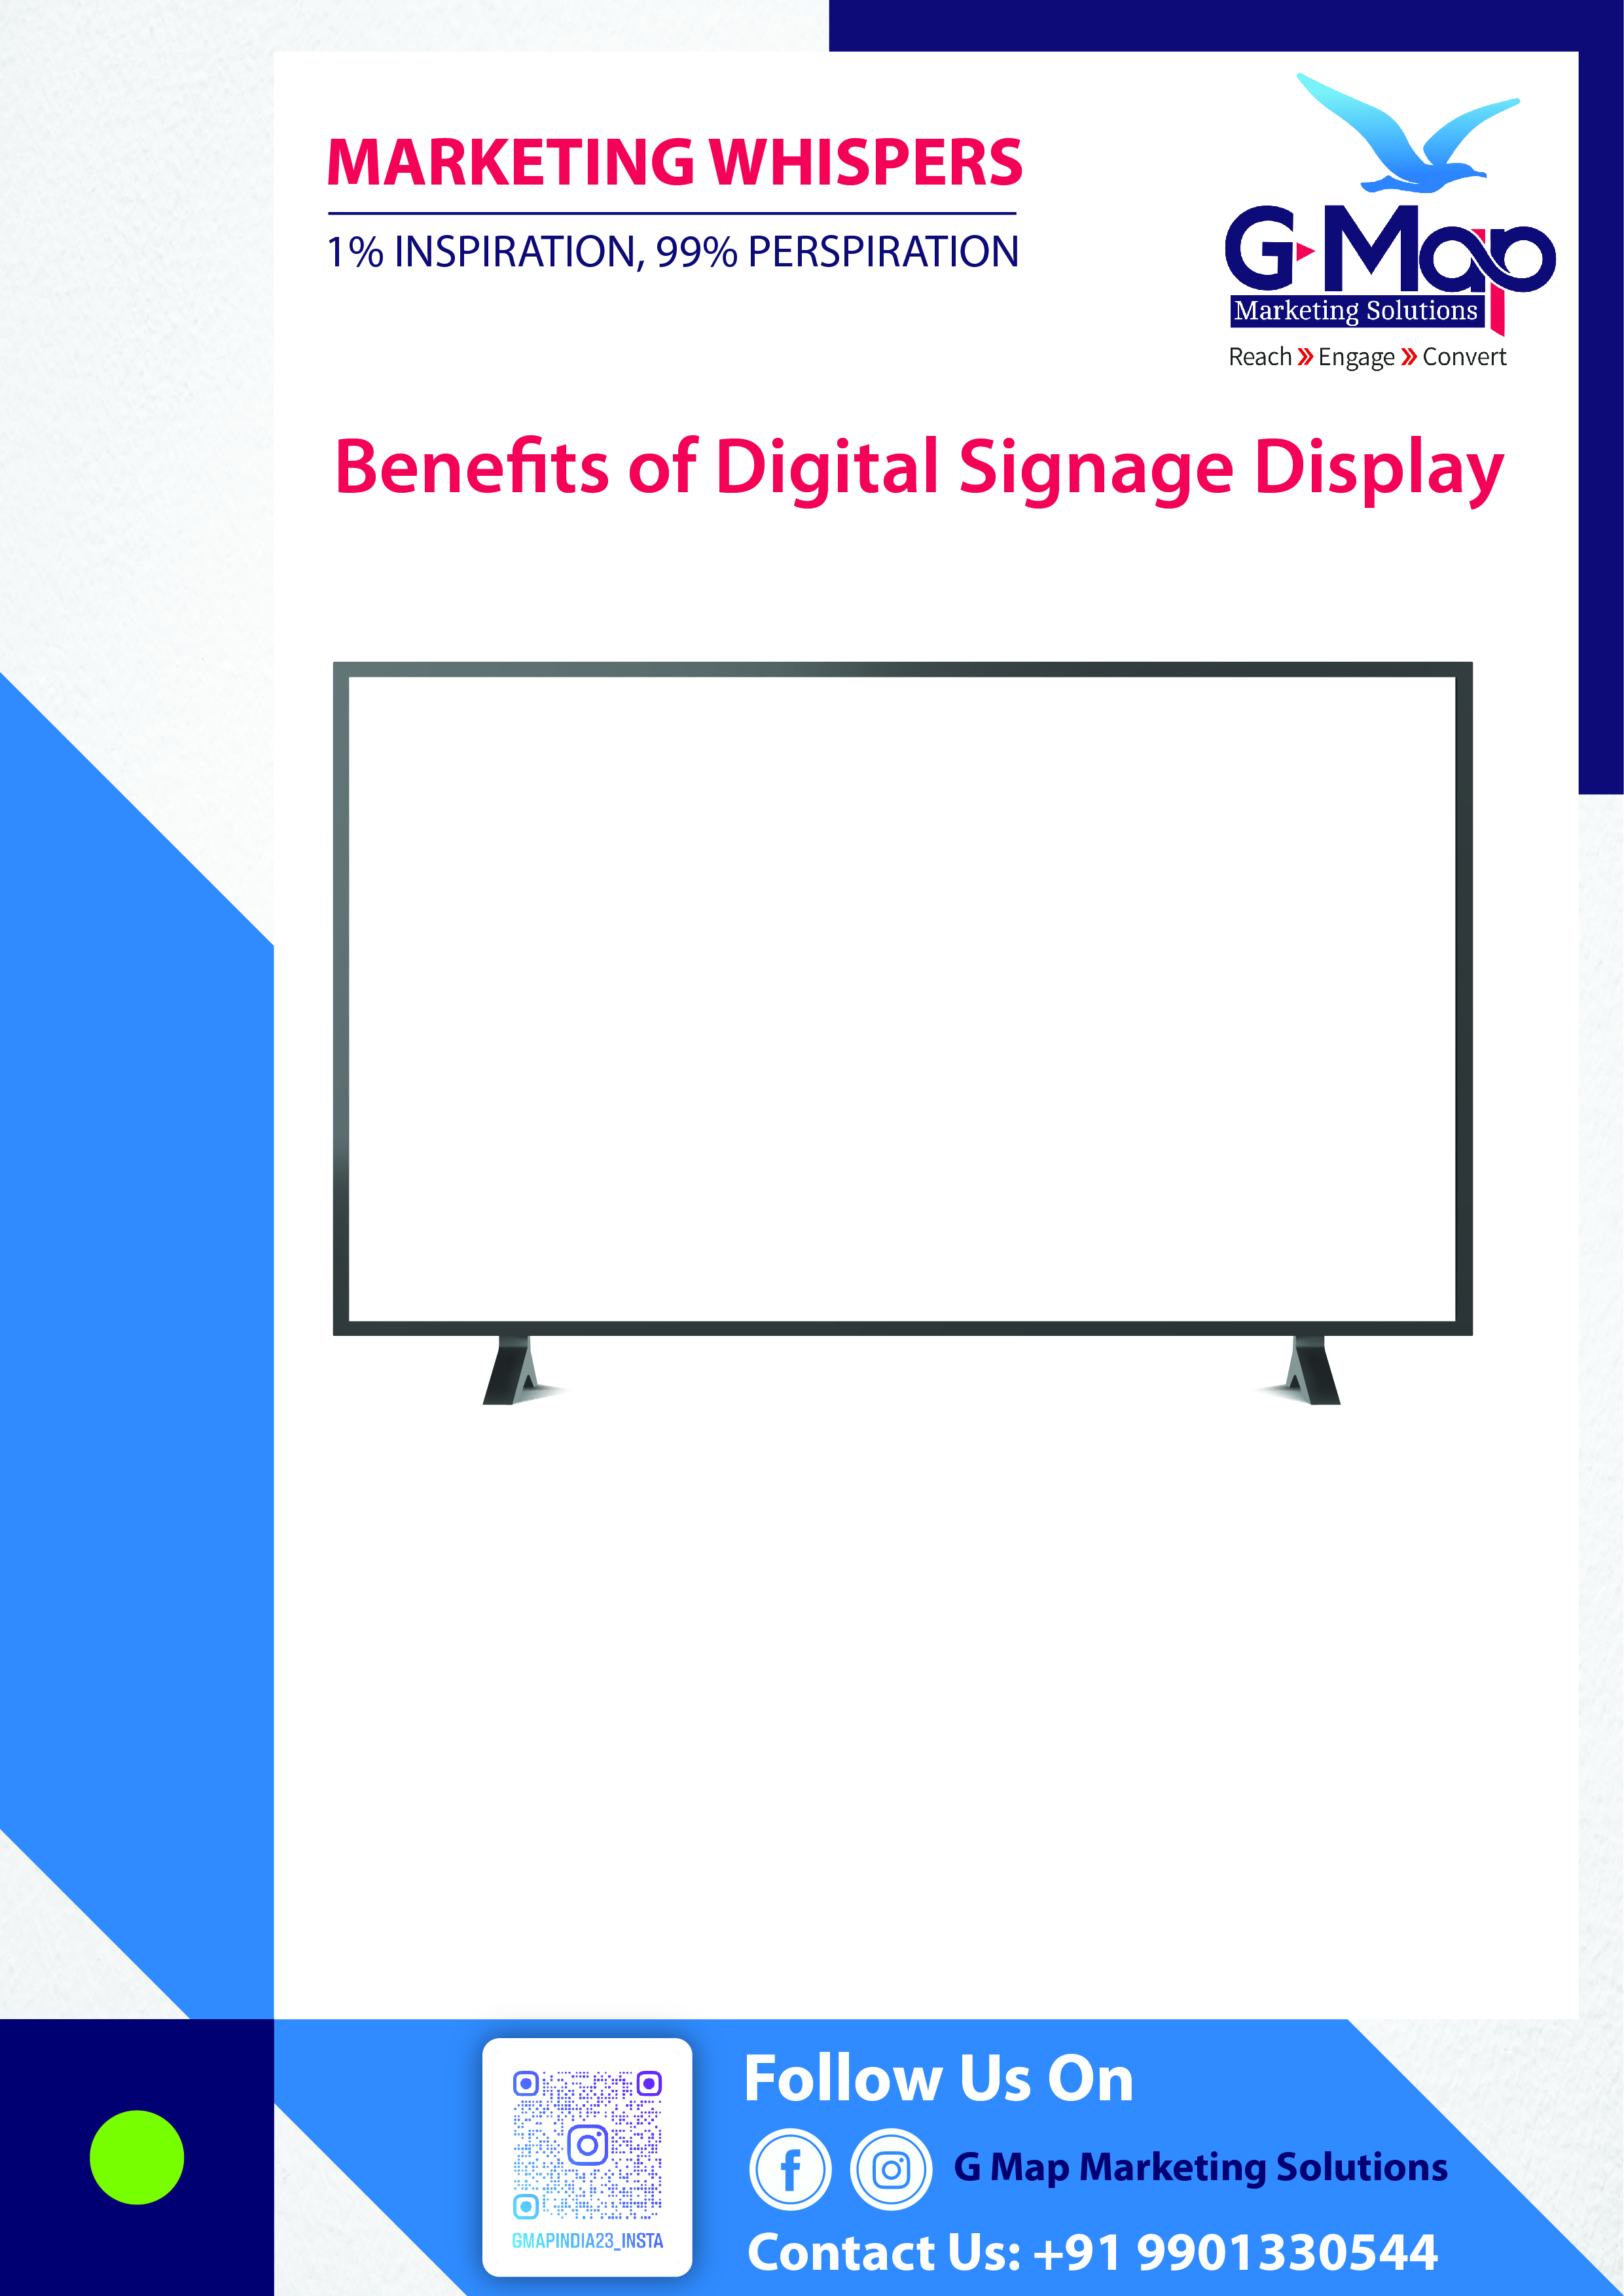 MARKETING WHISPERS
1% INSPIRATION, 99% PERSPIRATION
G Map
Marketing Solutions
Reach » Engage » Convert
Benefits of Digital Signage Display
GMAPINDIA23_INSTA
Follow Us On
G Map Marketing Solutions
Contact Us: +91 9901330544